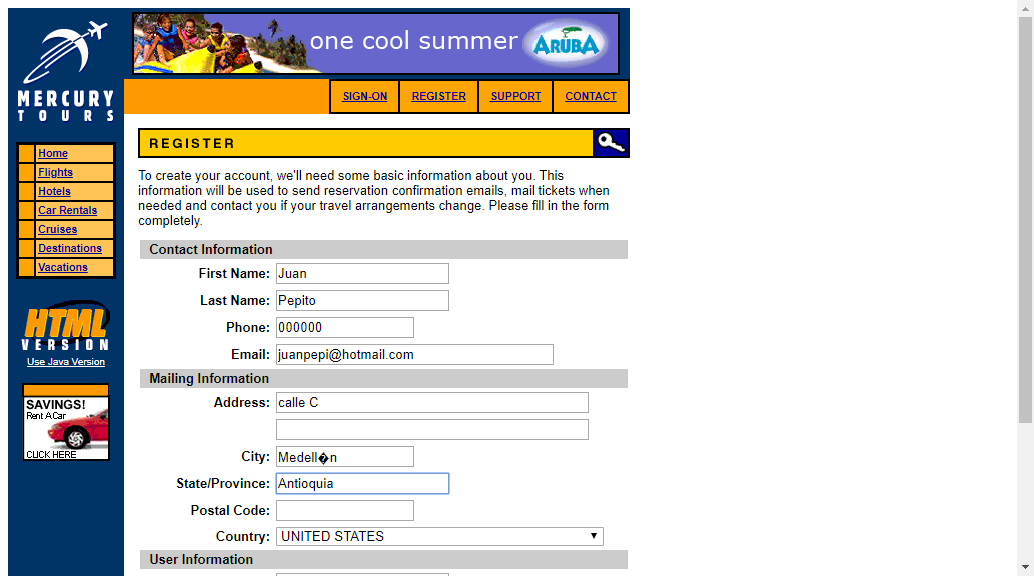 one cool summer ARUBA
MERCURY
TOURS
SIGN-ON REGISTER SUPPORT CONTACT
Home
Flights
Hotels
Car Rentals
Cruises
Destinations
Vacations
HTML
VERSION
Use Java Version
SAVINGS!
Rent A Car
CLICK HERE
REGISTER
To create your account, we'll need some basic information about you. This
information will be used to send reservation confirmation emails, mail tickets when
needed and contact you if your travel arrangements change. Please fill in the form
completely.
Contact Information
First Name: Juan
Last Name: Pepito
Phone: 000000
Email: juanpepi@hotmail.com
Mailing Information
Address: calle C
City: Medell�n
State/Province: Antioquia
Postal Code:
Country: UNITED STATES
User Information